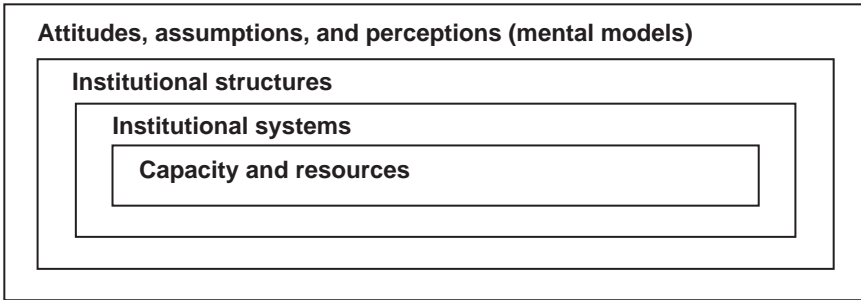 Attitudes, assumptions, and perceptions (mental models)
Institutional structures
Institutional systems
Capacity and resources